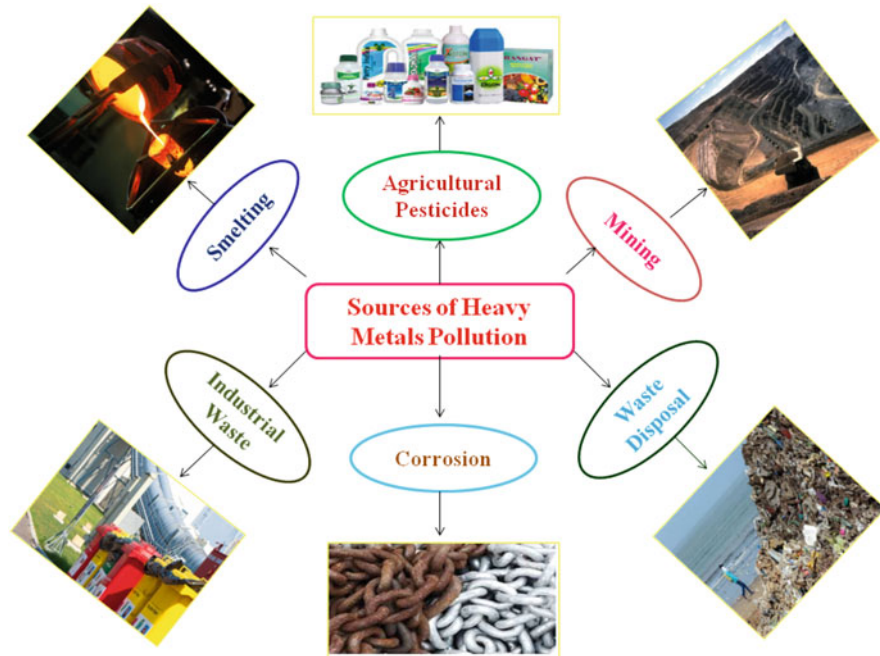 Agricultural
Pesticides
Smelting
Mining
Sources of Heavy
Metals Pollution
Industrial
Waste
Corrosion
Waste
Disposal